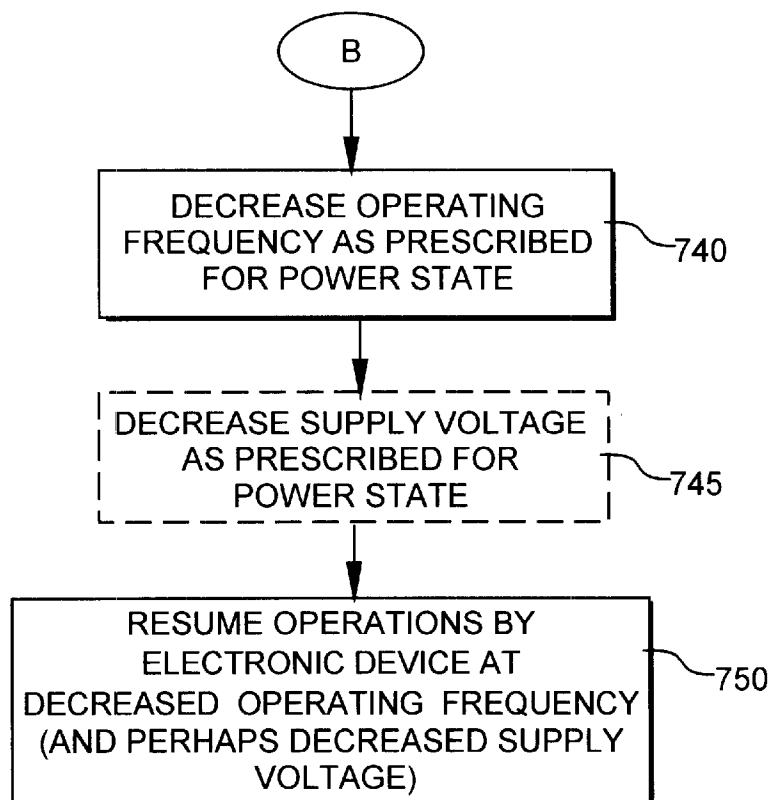 B
DECREASE OPERATING
FREQUENCY AS PRESCRIBED
FOR POWER STATE
740
DECREASE SUPPLY VOLTAGE
AS PRESCRIBED FOR
POWER STATE
745
RESUME OPERATIONS BY
ELECTRONIC DEVICE AT
DECREASED OPERATING FREQUENCY
(AND PERHAPS DECREASED SUPPLY
VOLTAGE)
750